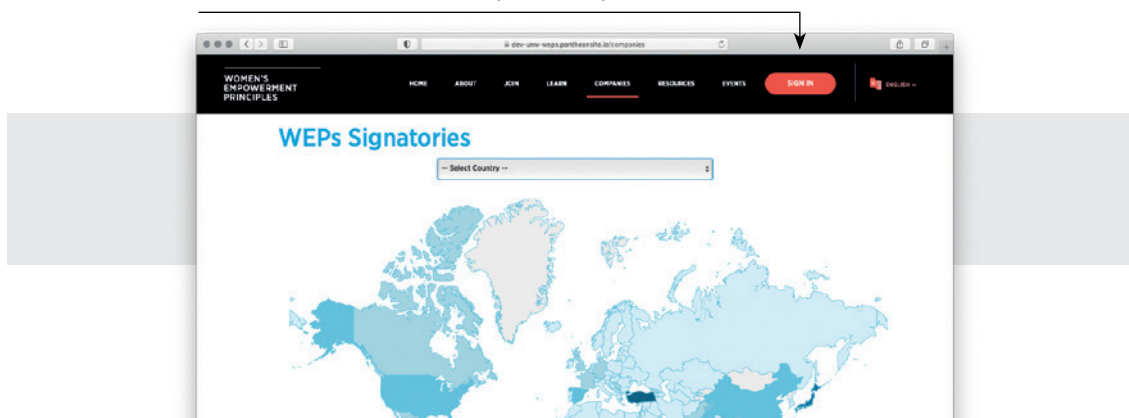 dev-unw-weps.pantheonsite.io/companies
WOMEN'S
EMPOWERMENT
PRINCIPLES
HOME ABOUT JOIN LEARN COMPANIES RESOURCES EVENTS SIGN IN ENGLISH
WEPs Signatories
-- Select Country --